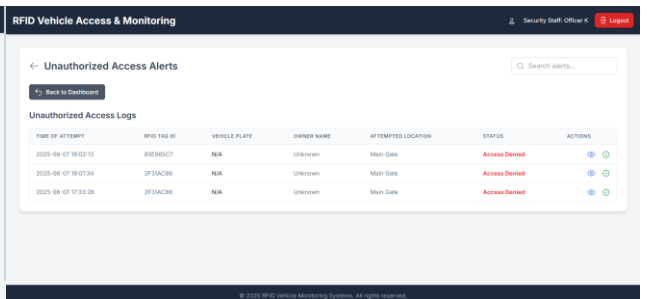 RFID Vehicle Access & Monitoring
Security Staff: Officer K Logout
← Unauthorized Access Alerts
Search alerts...
Back to Dashboard
Unauthorized Access Logs
TIME OF ATTEMPT RFID TAG ID VEHICLE PLATE OWNER NAME ATTEMPTED LOCATION STATUS ACTIONS
2025-06-07 18:02:13 85E965C7 N/A Unknown Main Gate Access Denied
2025-06-07 18:01:34 2F31AC86 N/A Unknown Main Gate Access Denied
2025-06-07 17:33:28 2F31AC86 N/A Unknown Main Gate Access Denied
© 2025 RFID Vehicle Monitoring Systems. All rights reserved.